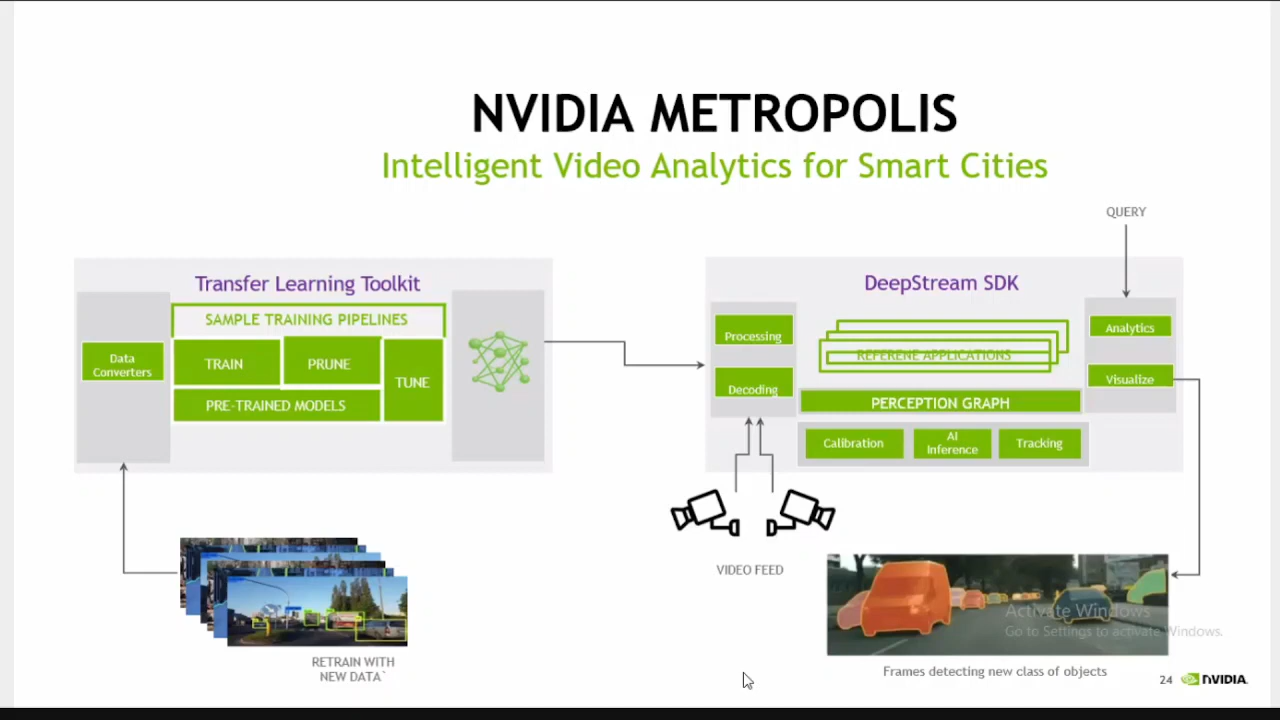 NVIDIA METROPOLIS
Intelligent Video Analytics for Smart Cities
QUERY
Transfer Learning Toolkit
SAMPLE TRAINING PIPELINES
Data
Converters
TRAIN
PRUNE
TUNE
PRE-TRAINED MODELS
DeepStream SDK
Processing
Decoding
REFERENE APPLICATIONS
PERCEPTION GRAPH
Calibration
AI
Inference
Tracking
Analytics
Visualize
VIDEO FEED
RETRAIN WITH
NEW DATA`
Activate Windows
Go to Settings to activate Windows.
Frames detecting new class of objects
24
NVIDIA.